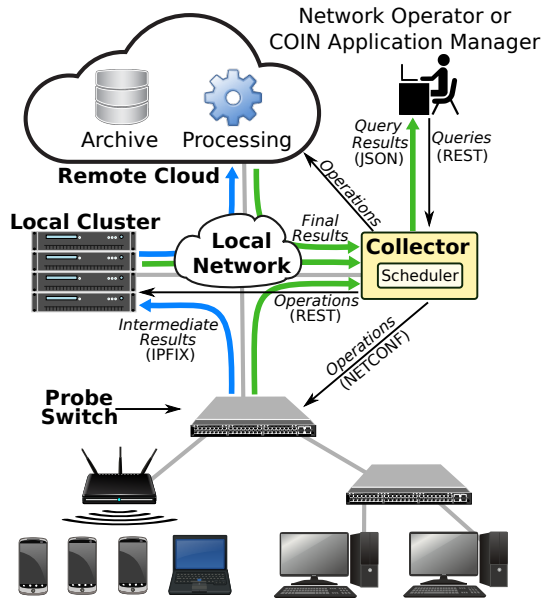 Network Operator or
COIN Application Manager
Archive
Processing
Remote Cloud
Query
Results
(JSON)
Queries
(REST)
Operations
Local Cluster
Local
Network
Final
Results
Collector
Scheduler
Operations
(REST)
Intermediate
Results
(IPFIX)
Operations
(NETCONF)
Probe
Switch